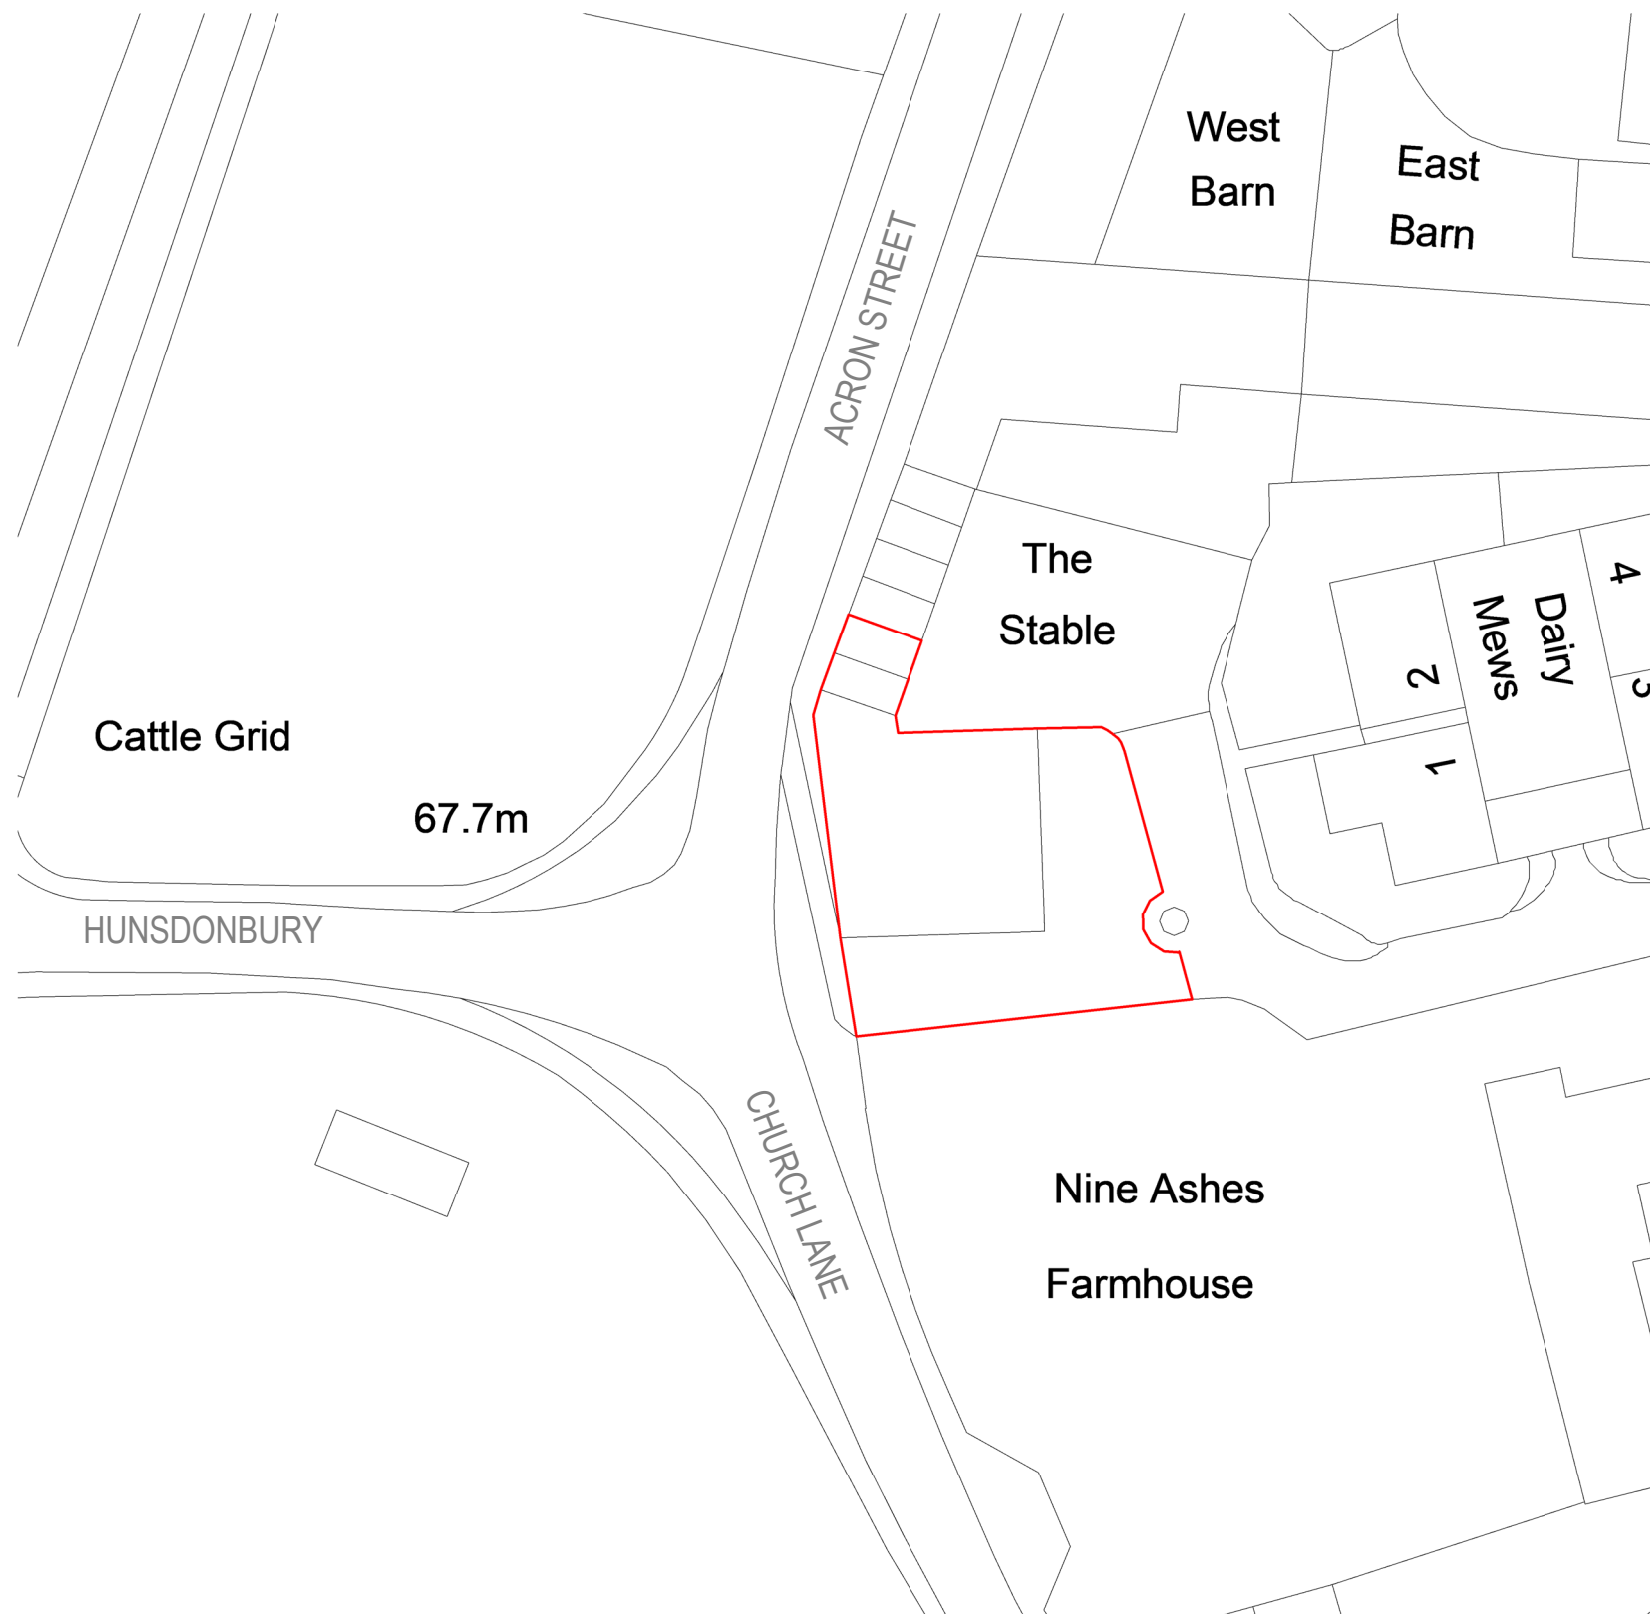 West
Barn
East
Barn
ACRON STREET
The
Stable
4
Dairy
Mews
2
3
Cattle Grid
1
67.7m
HUNSDONBURY
CHURCH LANE
Nine Ashes
Farmhouse